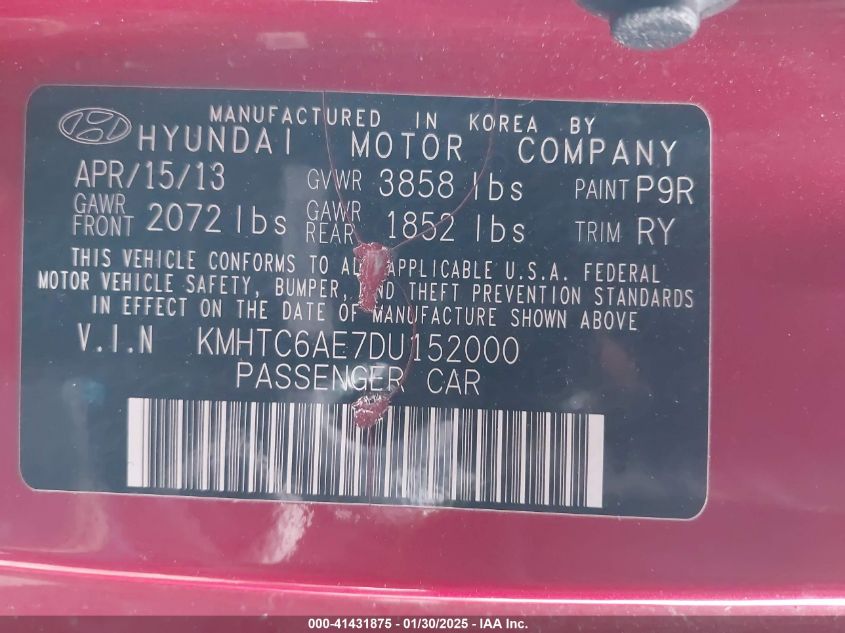 MANUFACTURED IN KOREA BY
HYUNDAI MOTOR COMPANY
APR/15/13 GVWR 3858 lbs PAINT P9R
GAWR FRONT 2072 lbs GAWR REAR 1852 lbs TRIM RY
THIS VEHICLE CONFORMS TO ALL APPLICABLE U.S.A. FEDERAL
MOTOR VEHICLE SAFETY, BUMPER, AND THEFT PREVENTION STANDARDS
IN EFFECT ON THE DATE OF MANUFACTURE SHOWN ABOVE
V.I.N KMHTC6AE7DU152000
PASSENGER CAR
000-41431875 - 01/30/2025 - IAA Inc.